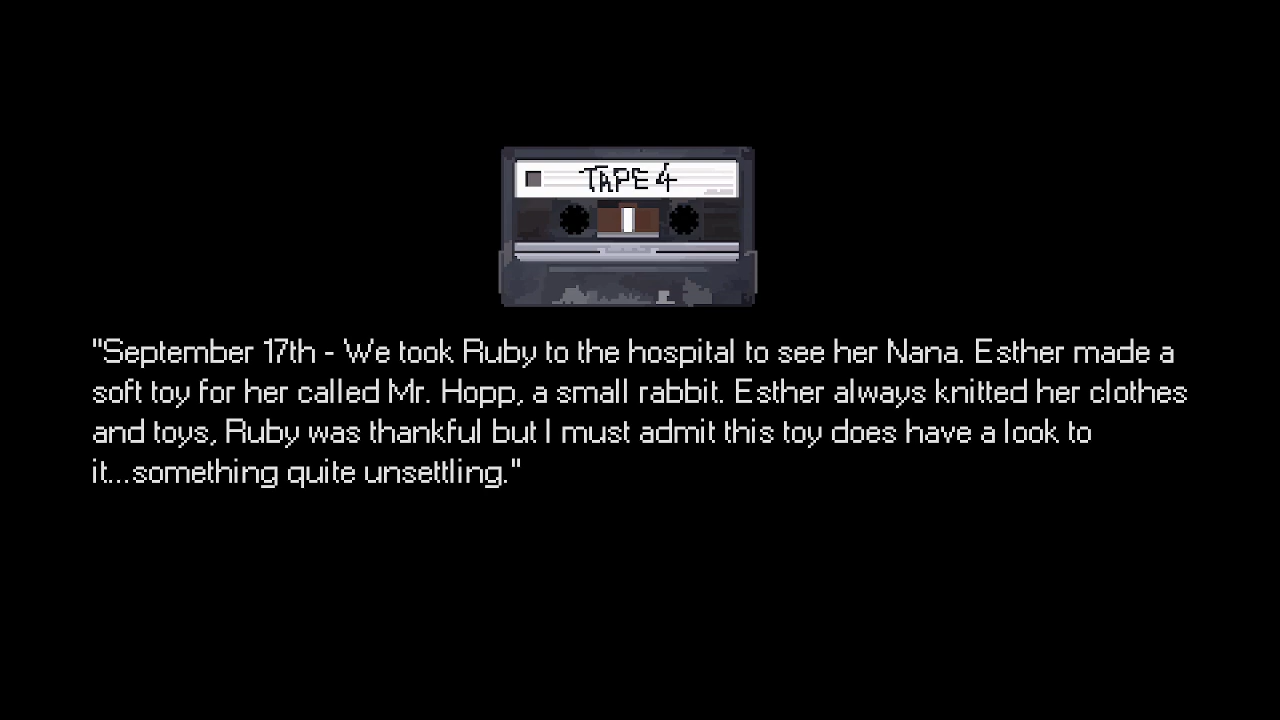 TAPE 4
"September 17th - We took Ruby to the hospital to see her Nana. Esther made a
soft toy for her called Mr. Hopp, a small rabbit. Esther always knitted her clothes
and toys, Ruby was thankful but I must admit this toy does have a look to
it...something quite unsettling."